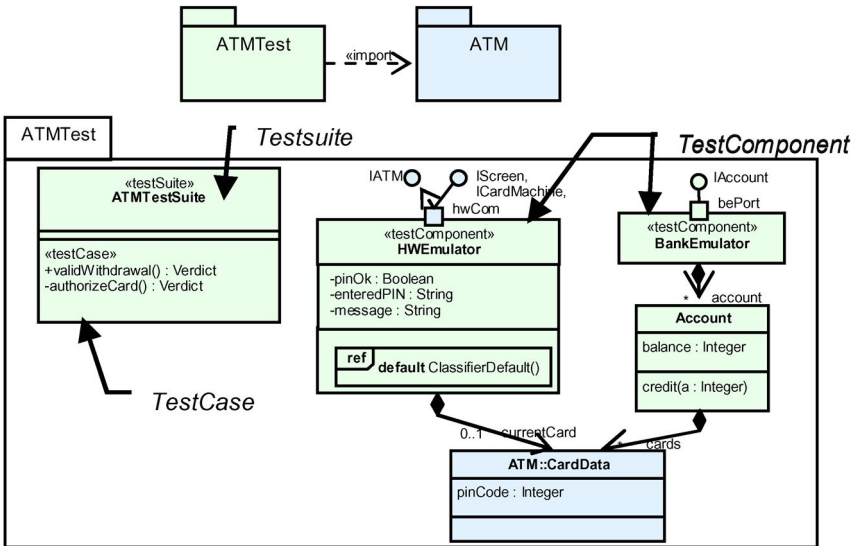 ATMTest
«import
ATM
ATMTest
Testsuite
TestComponent
«testSuite»
ATMTestSuite
«testCase»
+validWithdrawal() : Verdict
-authorizeCard() : Verdict
TestCase
IATM
IScreen,
ICardMachine,
hwCom
«testComponent»
HWEmulator
-pinOk : Boolean
-enteredPIN : String
-message : String
ref
default ClassifierDefault()
IAccount
bePort
«testComponent»
BankEmulator
* account
Account
balance : Integer
credit(a : Integer)
0..1 currentCard
* cards
ATM::CardData
pinCode : Integer